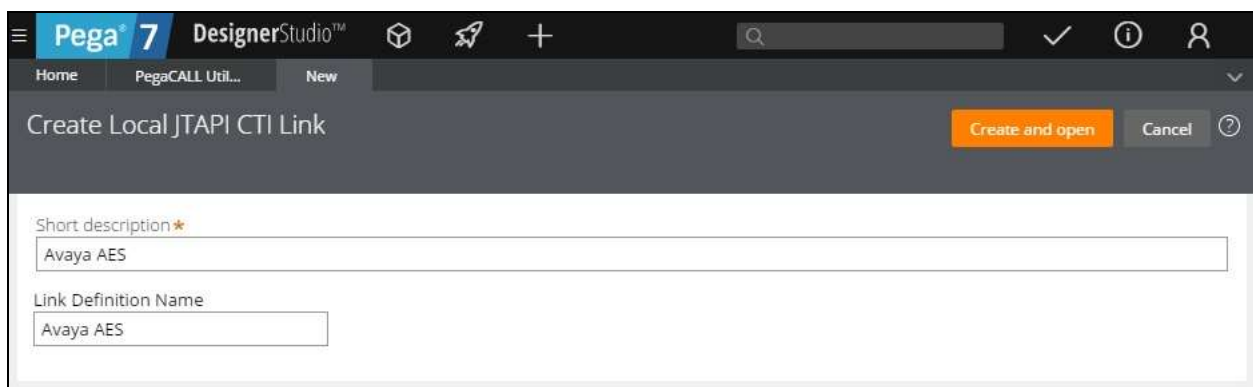 Pega® 7 DesignerStudio™
Home PegaCALL Util... New
Create Local JTAPI CTI Link Create and open Cancel
Short description★
Avaya AES
Link Definition Name
Avaya AES